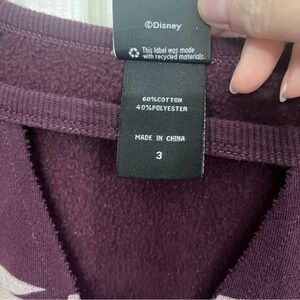 ©Disney
This label was made
with recycled materials.
60%COTTON
40%POLYESTER
MADE IN CHINA
3